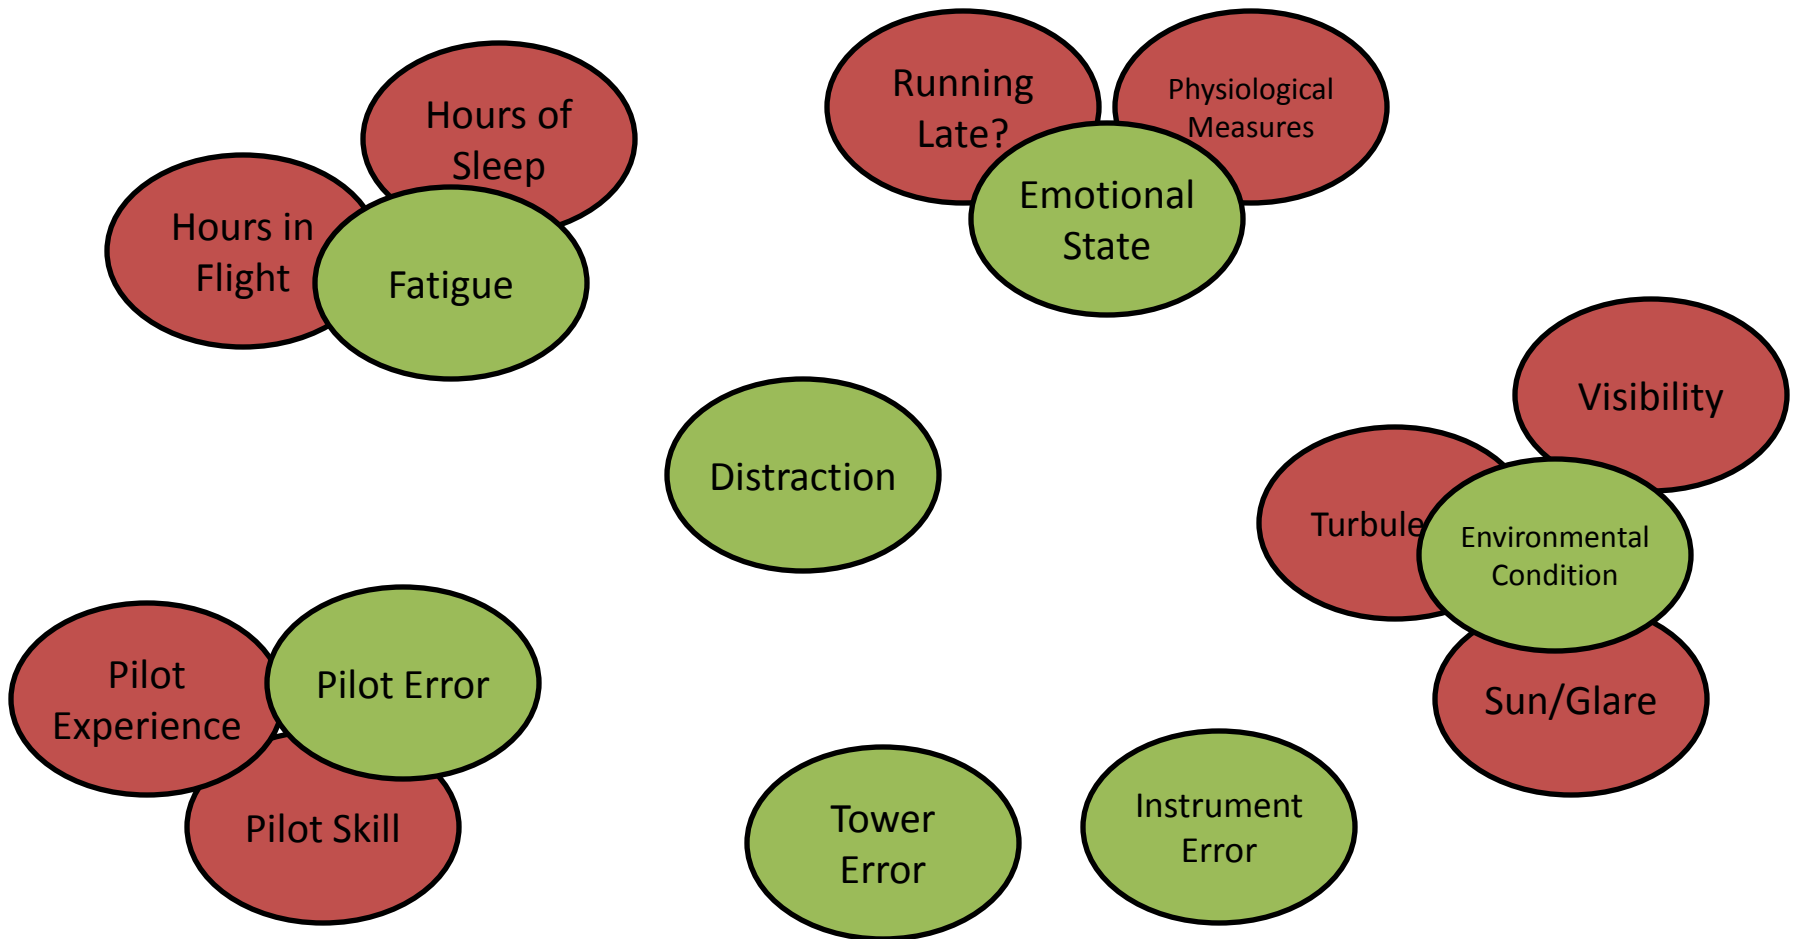 Running
Late?
Physiological
Measures
Hours of
Sleep
Emotional
State
Hours in
Flight
Fatigue
Visibility
Distraction
Turbule
Environmental
Condition
Pilot
Experience
Pilot Error
Sun/Glare
Pilot Skill
Tower
Error
Instrument
Error